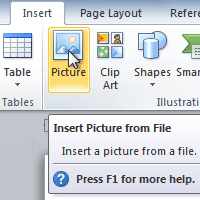 Insert
Page Layout
Refere
Table
Picture
Clip
Art
Shapes
Smar
Tables
Illustrati
Insert Picture from File
Insert a picture from a file.
Press F1 for more help.